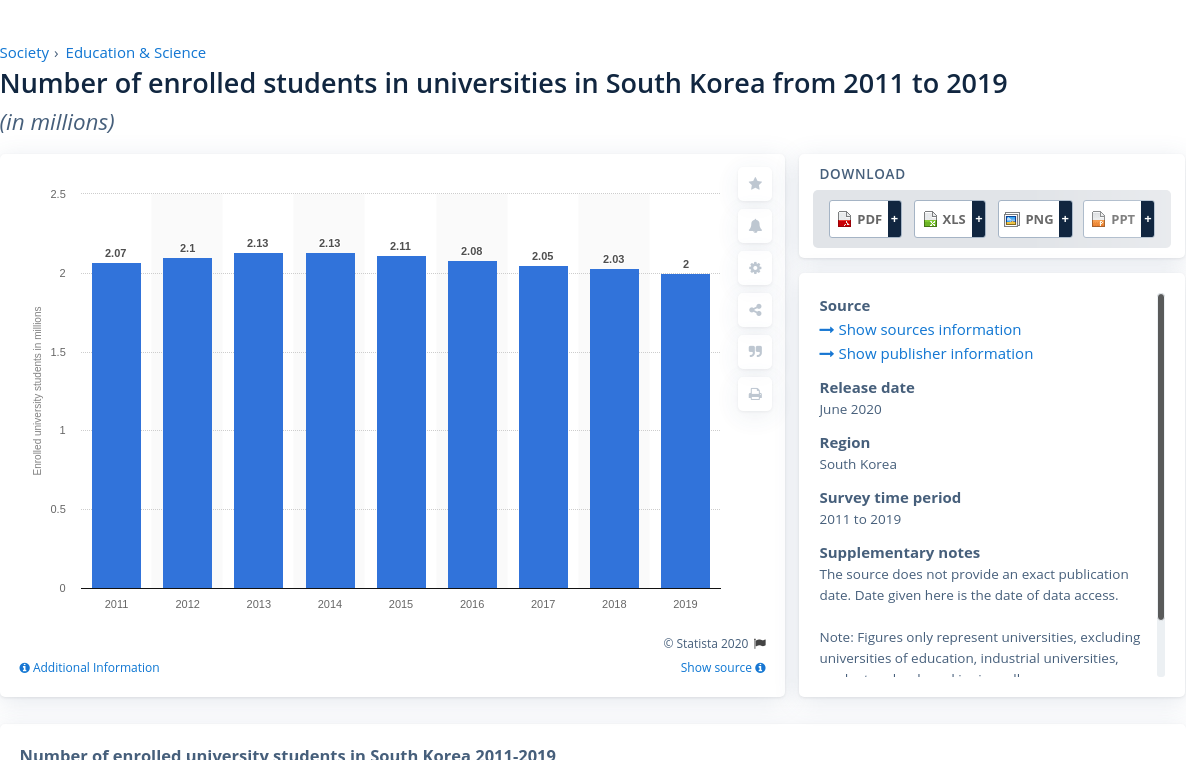 Society › Education & Science
Number of enrolled students in universities in South Korea from 2011 to 2019
(in millions)
2.5
2
1.5
1
0.5
0
Enrolled university students in millions
2.07
2.1
2.13
2.13
2.11
2.08
2.05
2.03
2
2011
2012
2013
2014
2015
2016
2017
2018
2019
© Statista 2020
Additional Information
Show source
DOWNLOAD
PDF +
XLS +
PNG +
PPT +
Source
Show sources information
Show publisher information
Release date
June 2020
Region
South Korea
Survey time period
2011 to 2019
Supplementary notes
The source does not provide an exact publication
date. Date given here is the date of data access.
Note: Figures only represent universities, excluding
universities of education, industrial universities,
Number of enrolled university students in South Korea 2011-2019